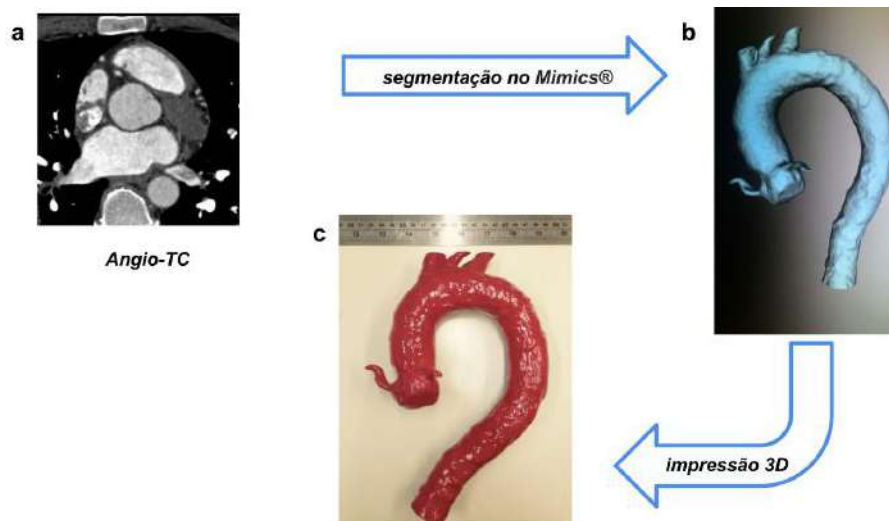 a
segmentação no Mimics®
b
Angio-TC
c
impressão 3D